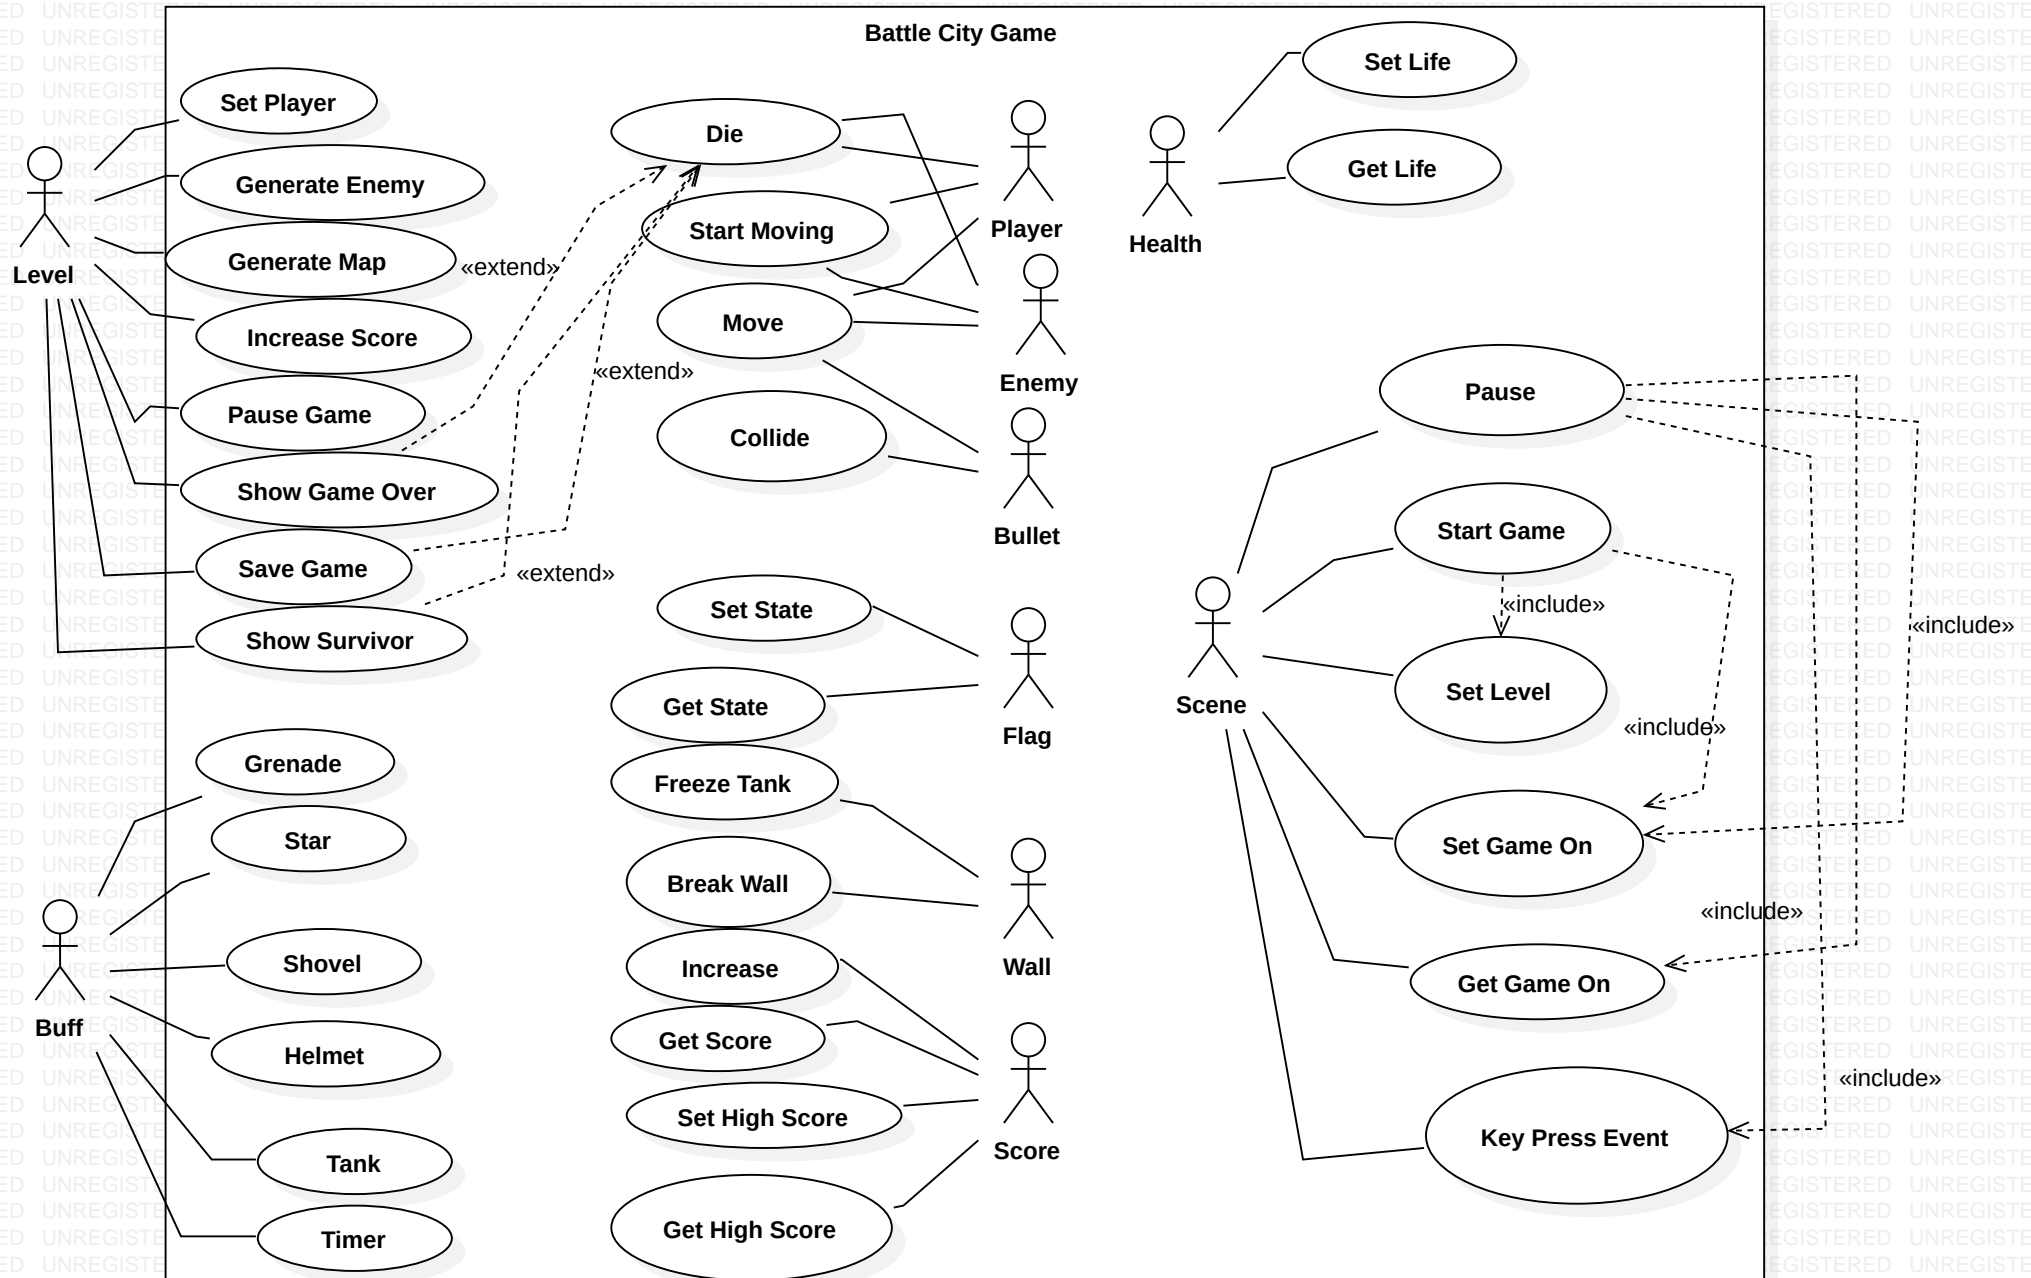 Battle City Game
Set Player
Generate Enemy
Generate Map
Increase Score
Pause Game
Show Game Over
Save Game
Show Survivor
Level
«extend»
«extend»
«extend»
Grenade
Star
Shovel
Helmet
Tank
Timer
Buff
Die
Start Moving
Move
Collide
Player
Enemy
Bullet
Set State
Get State
Flag
Freeze Tank
Break Wall
Wall
Increase
Get Score
Set High Score
Get High Score
Score
Set Life
Get Life
Health
Pause
Start Game
«include»
Set Level
Scene
«include»
«include»
Set Game On
«include»
Get Game On
«include»
Key Press Event
UNREGISTERED